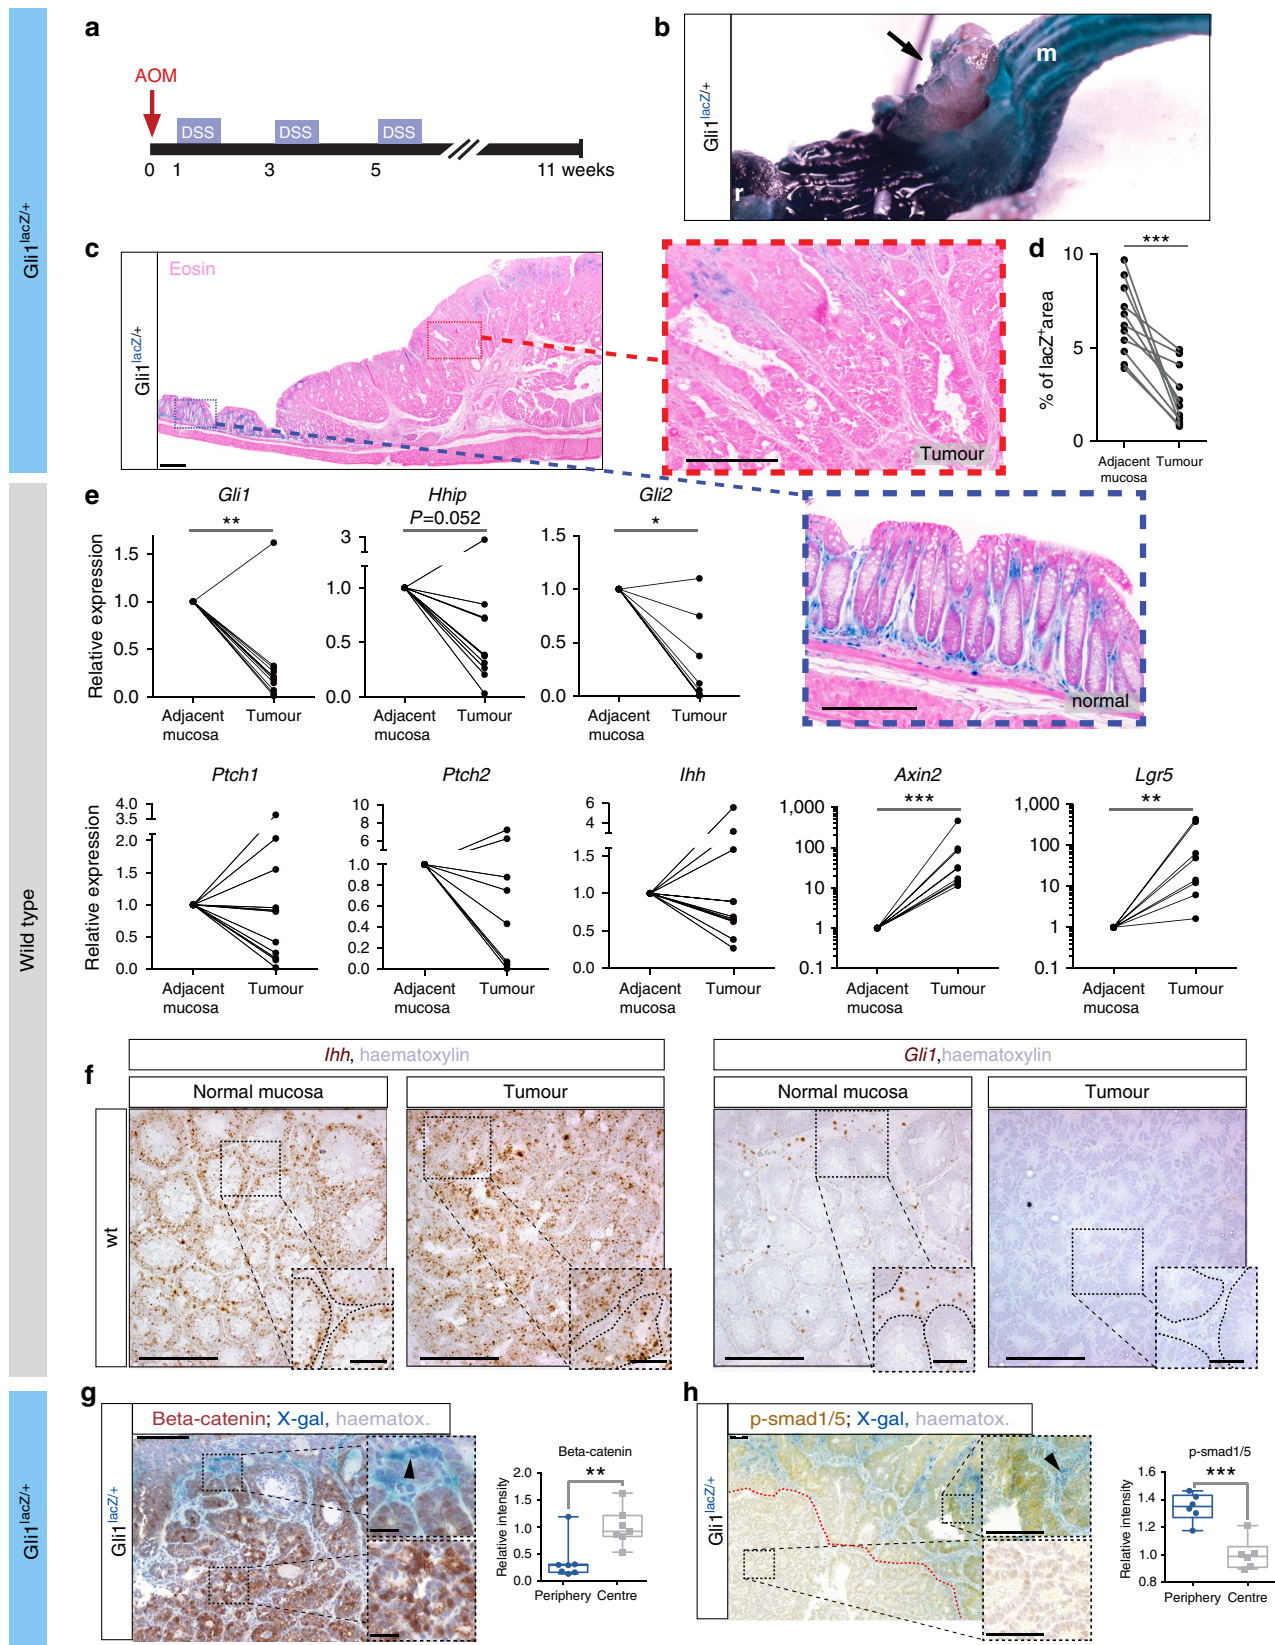 a
AOM
DSS DSS DSS
0 1 3 5 11 weeks
b
Gli1lacZ/+
m
r
Gli1lacZ/+
c
Gli1lacZ/+
Eosin
Tumour
normal
d
***
% of lacZ+area
10
5
0
Adjacent mucosa Tumour
e
Wild type
Gli1
**
Relative expression
1.5
1.0
0.5
0.0
Adjacent mucosa Tumour
Hhip
P=0.052
3
1.0
0.5
0.0
Adjacent mucosa Tumour
Gli2
*
1.5
1.0
0.5
0.0
Adjacent mucosa Tumour
Ptch1
Relative expression
4.0
3.5
2.0
1.5
1.0
0.5
0.0
Adjacent mucosa Tumour
Ptch2
10
8
6
1.0
0.8
0.6
0.4
0.2
0
Adjacent mucosa Tumour
Ihh
6
4
1.5
1.0
0.5
0.0
Adjacent mucosa Tumour
Axin2
***
1,000
100
10
1
0.1
Adjacent mucosa Tumour
Lgr5
**
1,000
100
10
1
0.1
Adjacent mucosa Tumour
f
Ihh, haematoxylin
Normal mucosa
Tumour
wt
Gli1,haematoxylin
Normal mucosa
Tumour
g
Gli1lacZ/+
Gli1lacZ/+
Beta-catenin; X-gal, haematox.
Beta-catenin
**
Relative intensity
2.0
1.5
1.0
0.5
0.0
Periphery Centre
h
Gli1lacZ/+
p-smad1/5; X-gal, haematox.
p-smad1/5
***
Relative intensity
1.6
1.4
1.2
1.0
0.8
Periphery Centre